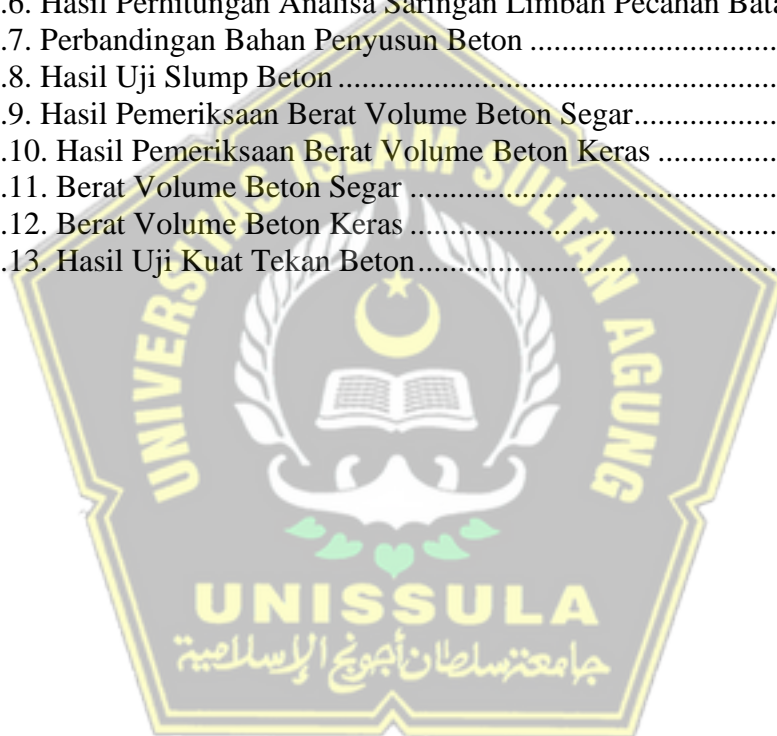 .6. Hasil Perhitungan Analisa Saringan Limbah Pecahan Bata
.7. Perbandingan Bahan Penyusun Beton ................................
.8. Hasil Uji Slump Beton ........................................................
.9. Hasil Pemeriksaan Berat Volume Beton Segar...................
.10. Hasil Pemeriksaan Berat Volume Beton Keras ................
.11. Berat Volume Beton Segar ................................................
.12. Berat Volume Beton Keras ................................................
.13. Hasil Uji Kuat Tekan Beton...............................................
UNIVERSITAS ISLAM SULTAN AGUNG
UNISSULA
جامعة سلطان أجونج الإسلامية